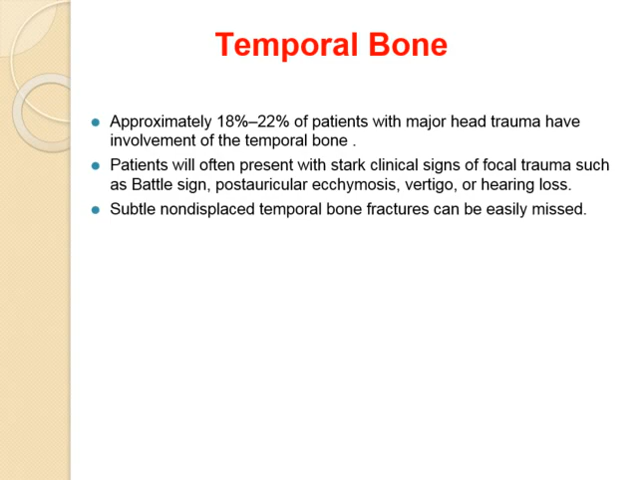 Temporal Bone
Approximately 18%–22% of patients with major head trauma have
involvement of the temporal bone .
Patients will often present with stark clinical signs of focal trauma such
as Battle sign, postauricular ecchymosis, vertigo, or hearing loss.
Subtle nondisplaced temporal bone fractures can be easily missed.